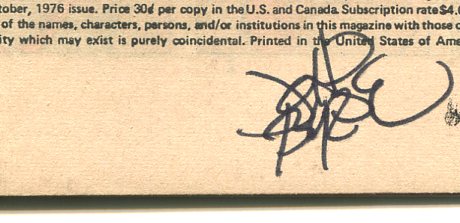 tober, 1976 issue. Price 30¢ per copy in the U.S. and Canada. Subscription rate $4.
of the names, characters, persons, and/or institutions in this magazine with those o
ity which may exist is purely coincidental. Printed in the United States of Ame